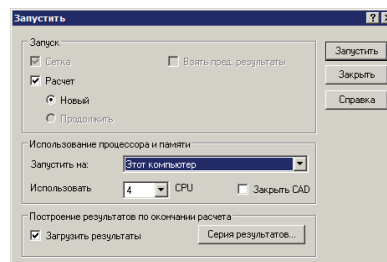 Запустить
Запуск
Запустить
Сетка
Взять пред. результаты
Закрыть
Расчет
Новый
Справка
Продолжить
Использование процессора и памяти
Запустить на:
Этот компьютер
Использовать
4
CPU
Закрыть CAD
Построение результатов по окончании расчета
Загрузить результаты
Серия результатов...